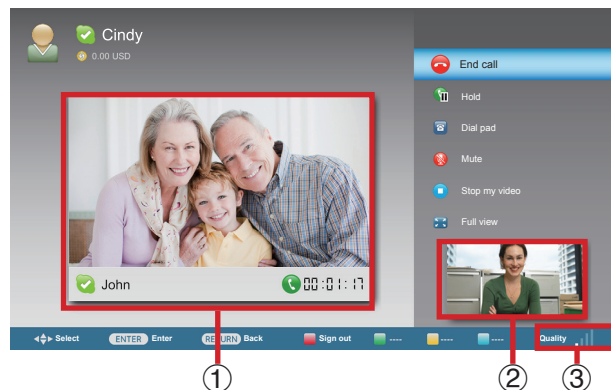 Cindy
0.00 USD
End call
Hold
Dial pad
Mute
Stop my video
Full view
John 00:01:17
Select ENTER Enter RETURN Back Sign out ---- ---- ---- Quality
① ② ③